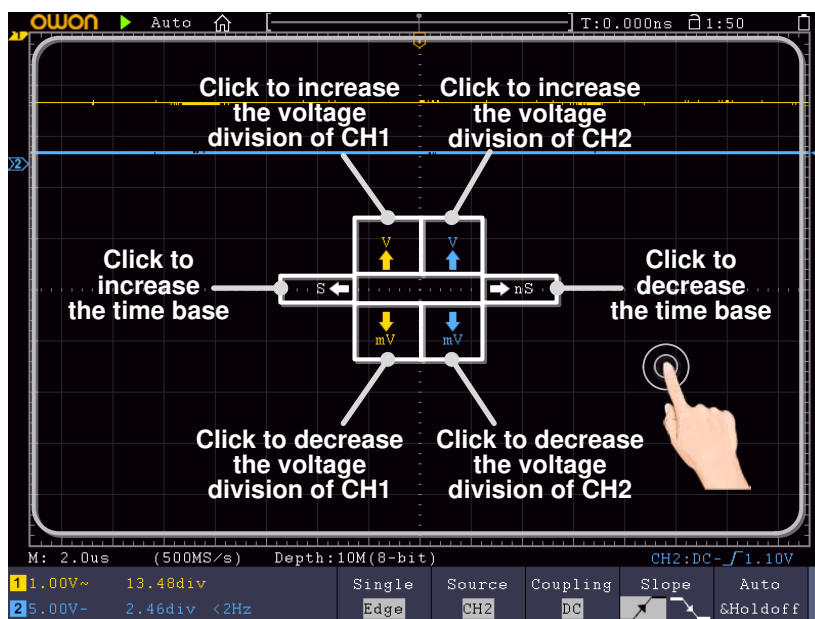 owon Auto T:0.000ns 1:50
1
Click to increase
the voltage
division of CH1
Click to increase
the voltage
division of CH2
2
V V
Click to
increase
the time base
S nS
Click to
decrease
the time base
mV mV
Click to decrease
the voltage
division of CH1
Click to decrease
the voltage
division of CH2
M: 2.0us (500MS/s) Depth:10M(8-bit) CH2:DC- 1.10V
1 1.00V~ 13.48div Single Source Coupling Slope Auto
2 5.00V- 2.46div <2Hz Edge CH2 DC &Holdoff